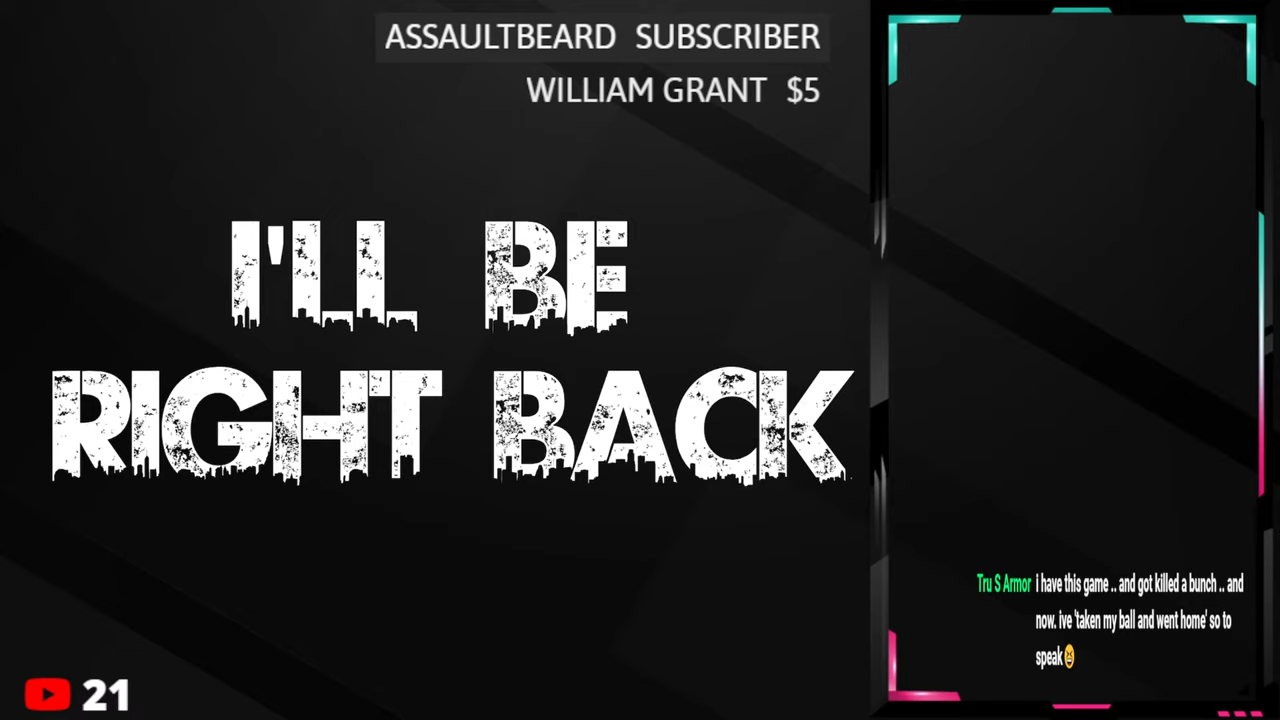 ASSAULTBEARD SUBSCRIBER
WILLIAM GRANT $5
I'LL BE
RIGHT BACK
Tru S Armor i have this game .. and got killed a bunch .. and
now. ive 'taken my ball and went home' so to
speak😫
21